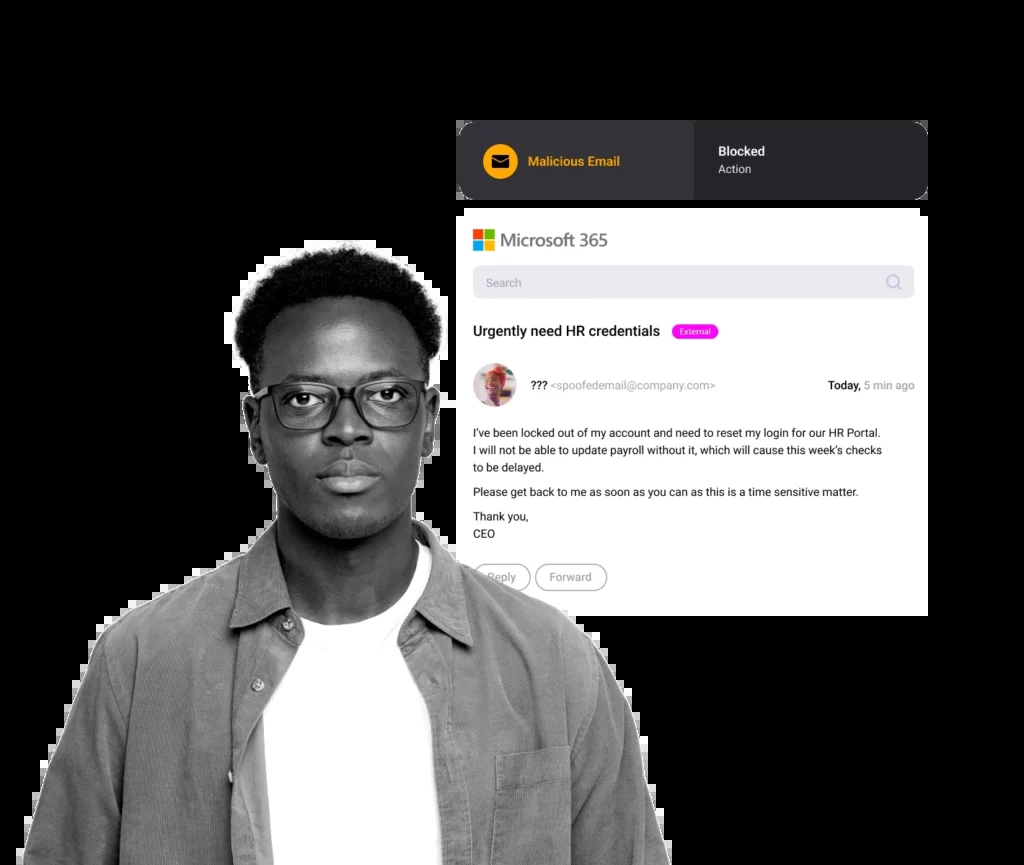 Malicious Email
Blocked
Action
Microsoft 365
Search
Urgently need HR credentials External
??? <spoofedemail@company.com> Today, 5 min ago
I've been locked out of my account and need to reset my login for our HR Portal.
I will not be able to update payroll without it, which will cause this week's checks
to be delayed.
Please get back to me as soon as you can as this is a time sensitive matter.
Thank you,
CEO
Reply Forward